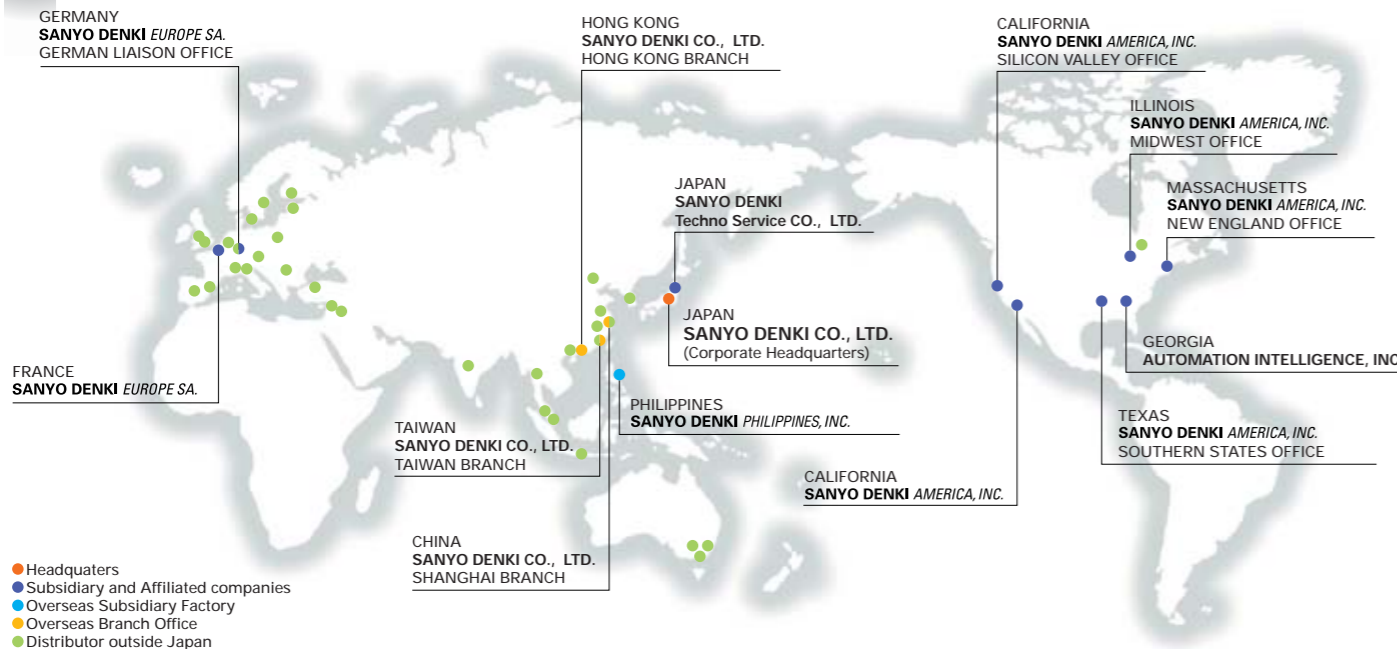 GERMANY
SANYO DENKI EUROPE SA.
GERMAN LIAISON OFFICE
HONG KONG
SANYO DENKI CO., LTD.
HONG KONG BRANCH
CALIFORNIA
SANYO DENKI AMERICA, INC.
SILICON VALLEY OFFICE
ILLINOIS
SANYO DENKI AMERICA, INC.
MIDWEST OFFICE
MASSACHUSETTS
SANYO DENKI AMERICA, INC.
NEW ENGLAND OFFICE
JAPAN
SANYO DENKI
Techno Service CO., LTD.
JAPAN
SANYO DENKI CO., LTD.
(Corporate Headquarters)
GEORGIA
AUTOMATION INTELLIGENCE, INC
FRANCE
SANYO DENKI EUROPE SA.
PHILIPPINES
SANYO DENKI PHILIPPINES, INC.
TAIWAN
SANYO DENKI CO., LTD.
TAIWAN BRANCH
TEXAS
SANYO DENKI AMERICA, INC.
SOUTHERN STATES OFFICE
CALIFORNIA
SANYO DENKI AMERICA, INC.
CHINA
SANYO DENKI CO., LTD.
SHANGHAI BRANCH
Headquaters
Subsidiary and Affiliated companies
Overseas Subsidiary Factory
Overseas Branch Office
Distributor outside Japan